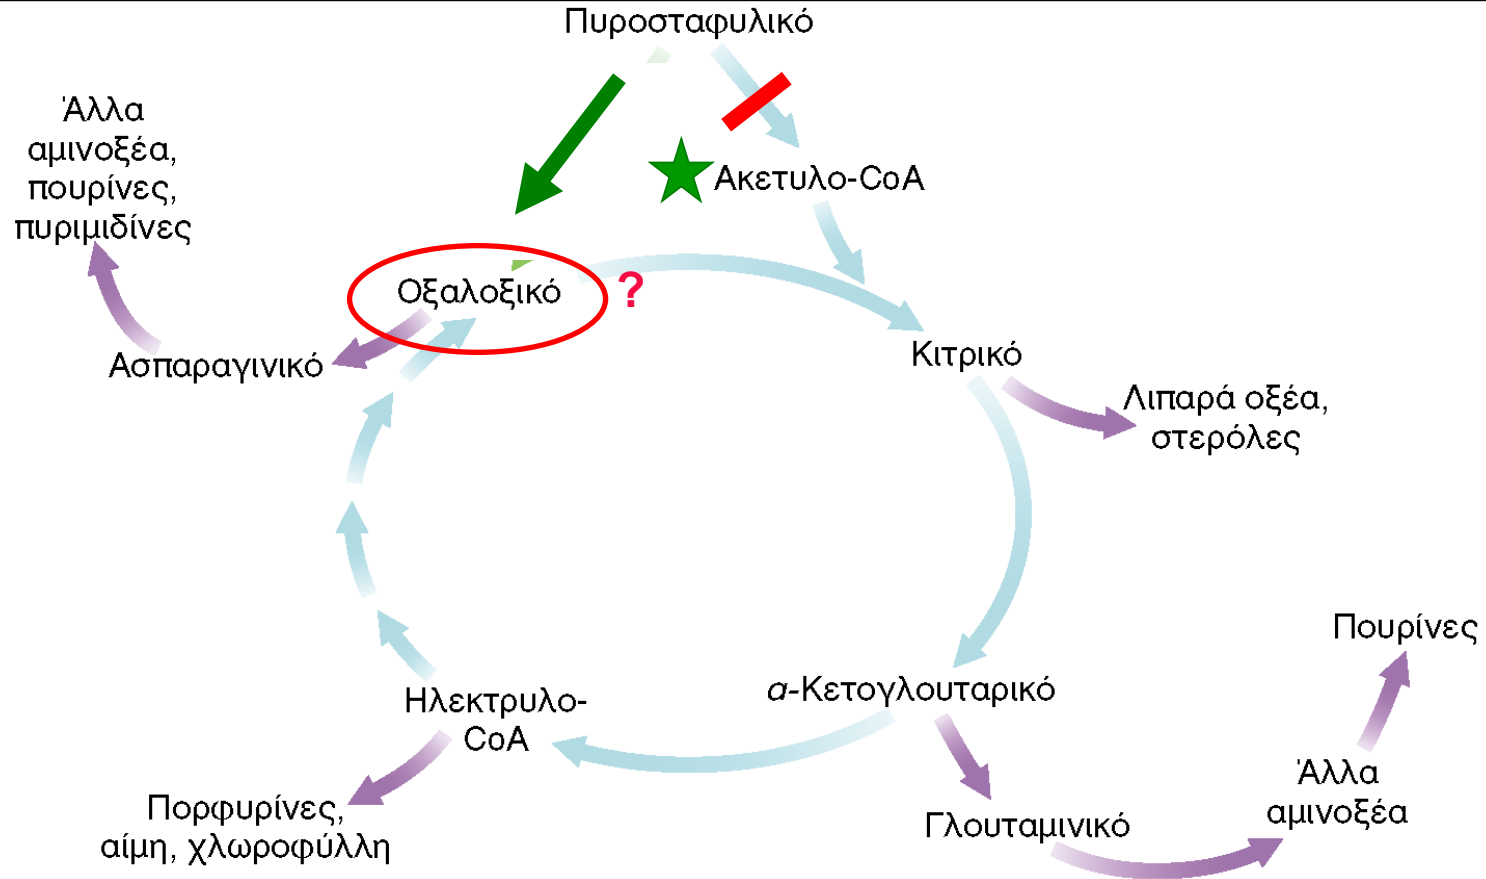 Πυροσταφυλικό
Άλλα
αμινοξέα,
πουρίνες,
πυριμιδίνες
Ακετυλο-CoA
Οξαλοξικό
?
Ασπαραγινικό
Κιτρικό
Λιπαρά οξέα,
στερόλες
Πουρίνες
α-Κετογλουταρικό
Ηλεκτρυλο-
CoA
Άλλα
αμινοξέα
Πορφυρίνες,
αίμη, χλωροφύλλη
Γλουταμινικό